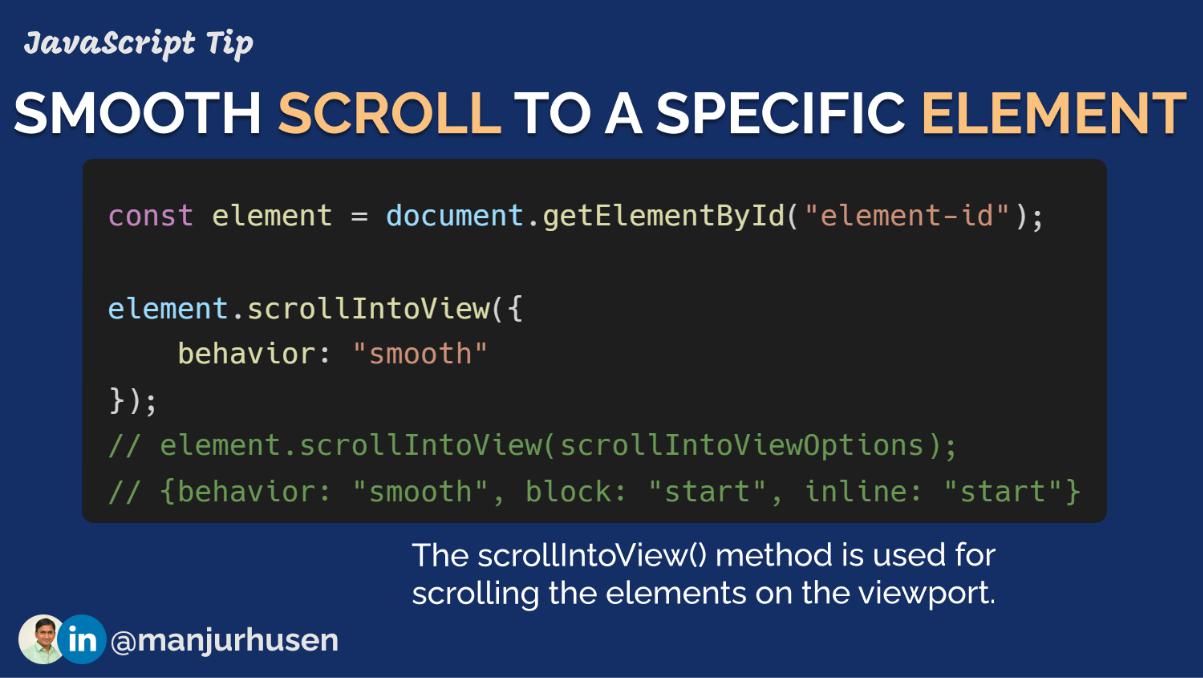 JavaScript Tip
SMOOTH SCROLL TO A SPECIFIC ELEMENT
const element = document.getElementById("element-id");
element.scrollIntoView({
    behavior: "smooth"
});
// element.scrollIntoView(scrollIntoViewOptions);
// {behavior: "smooth", block: "start", inline: "start"}
The scrollIntoView() method is used for
scrolling the elements on the viewport.
in @manjurhusen